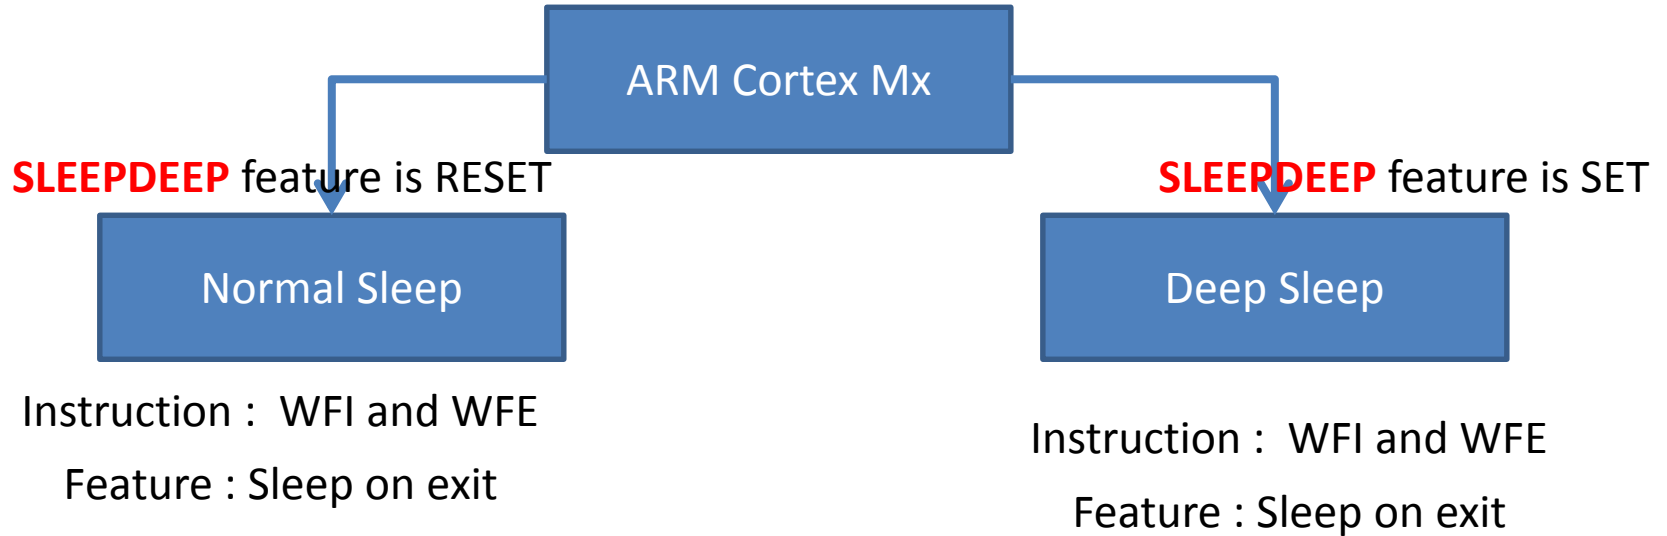 ARM Cortex Mx
SLEEPDEEP feature is RESET
SLEEPDEEP feature is SET
Normal Sleep
Deep Sleep
Instruction :  WFI and WFE
Feature : Sleep on exit
Instruction :  WFI and WFE
Feature : Sleep on exit